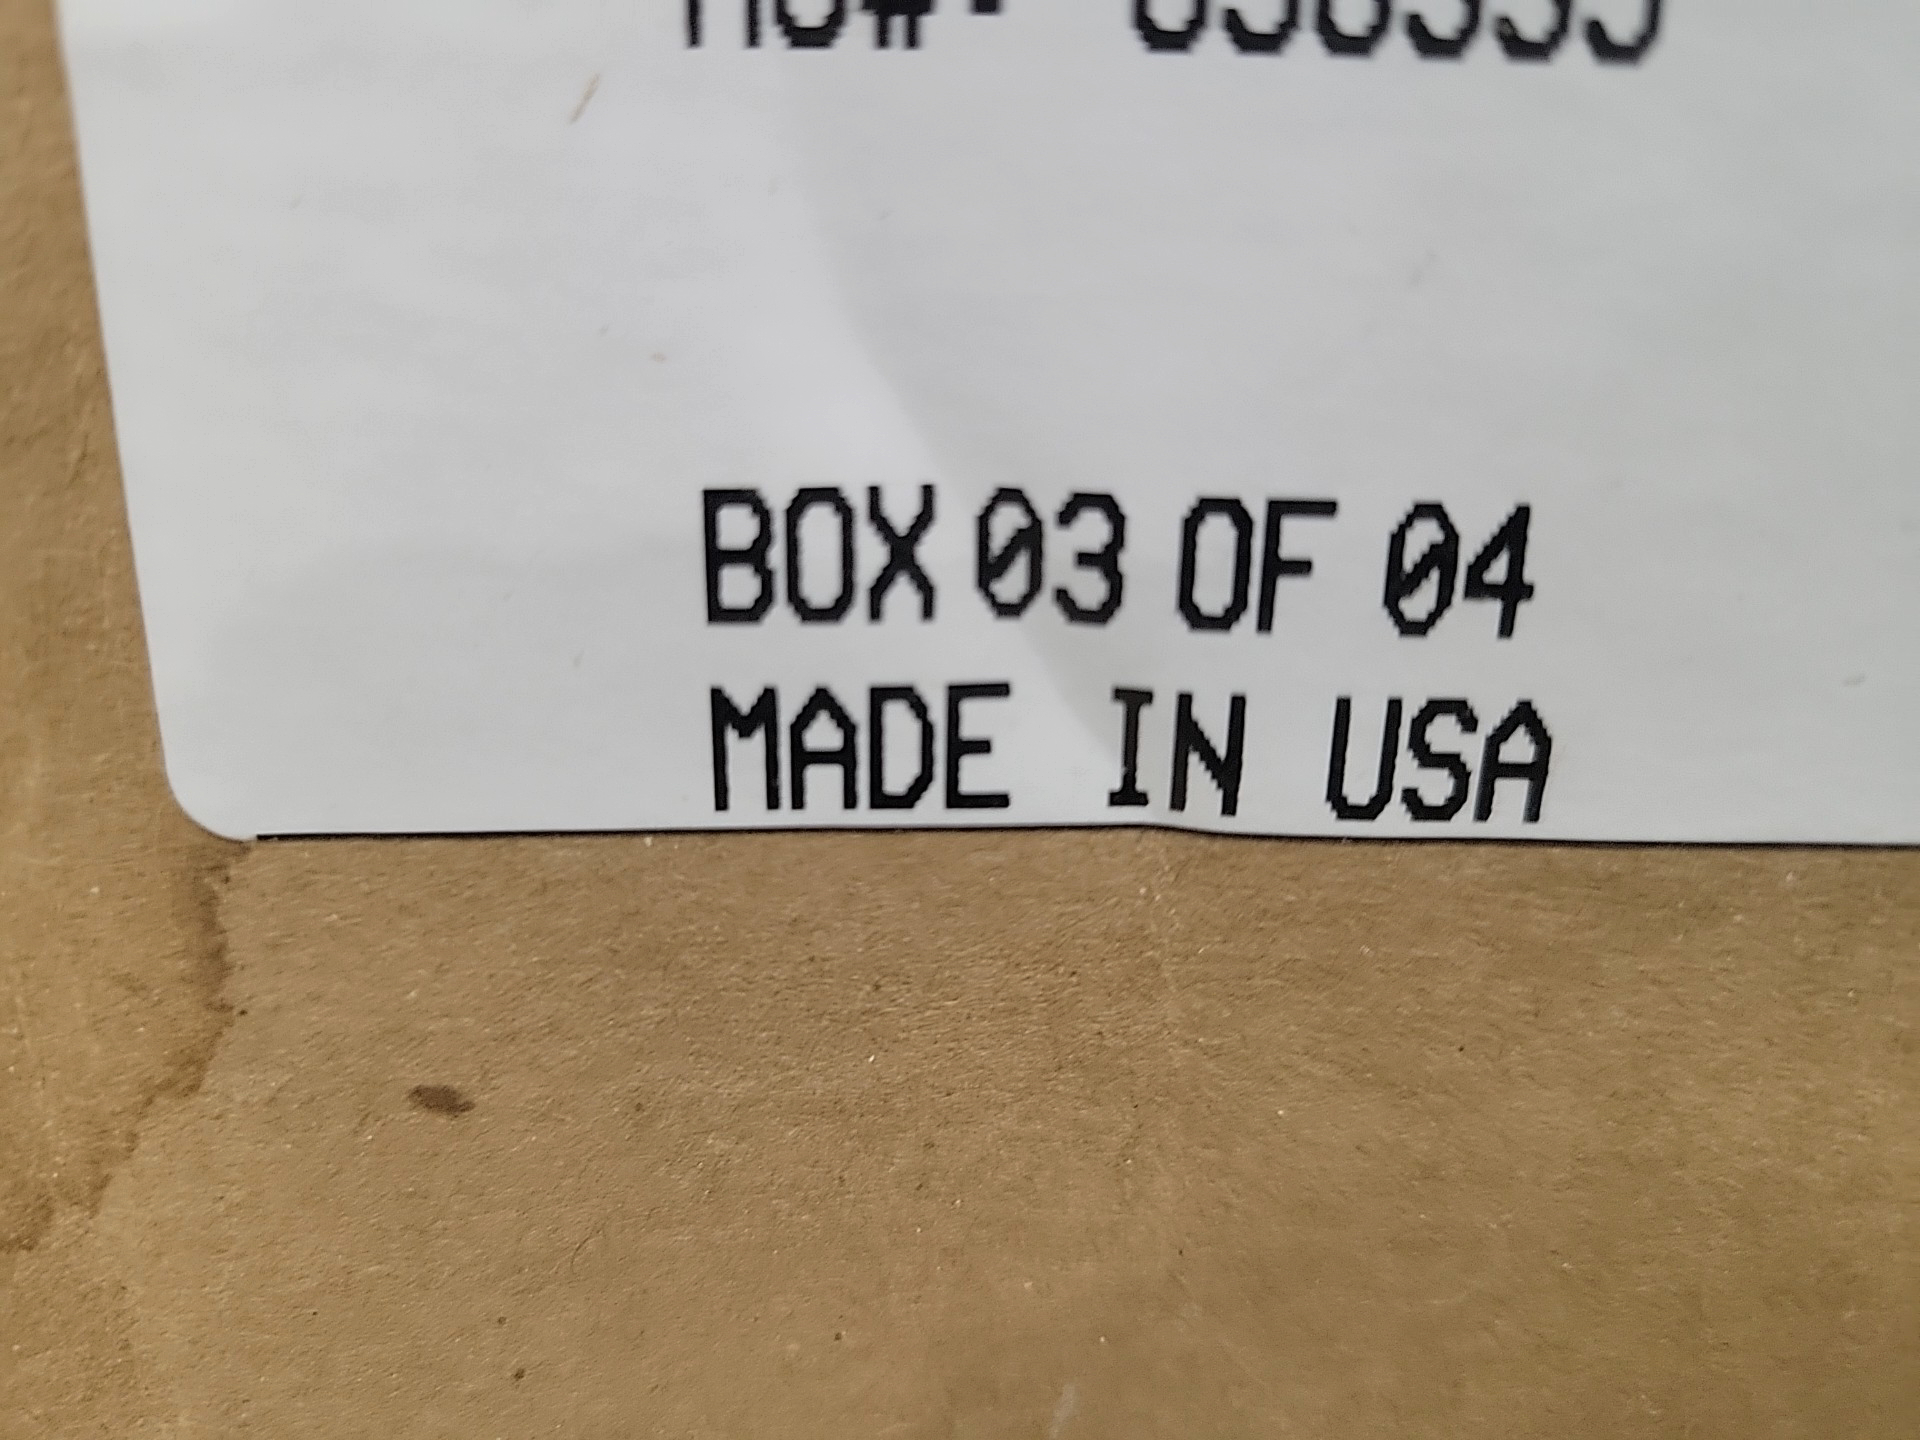 BOX 03 OF 04
MADE IN USA